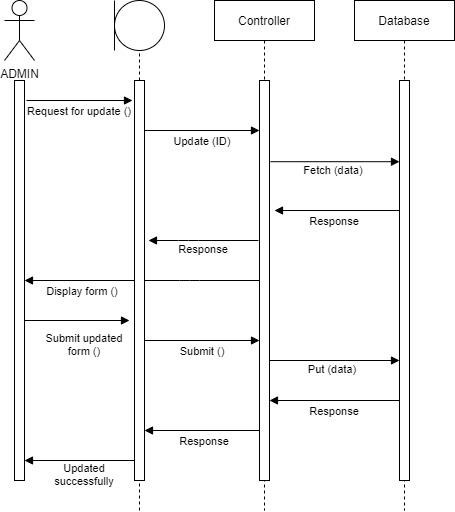 Controller
Database
ADMIN
Request for update ()
Update (ID)
Fetch (data)
Response
Response
Display form ()
Submit updated
form ()
Submit ()
Put (data)
Response
Response
Updated
successfully